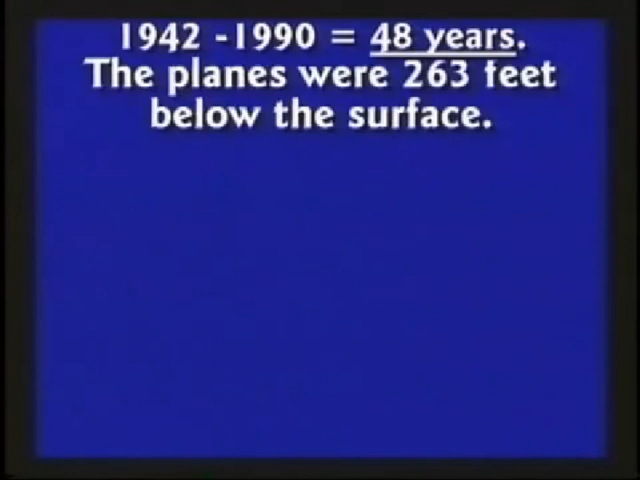 1942 -1990 = 48 years.
The planes were 263 feet
below the surface.